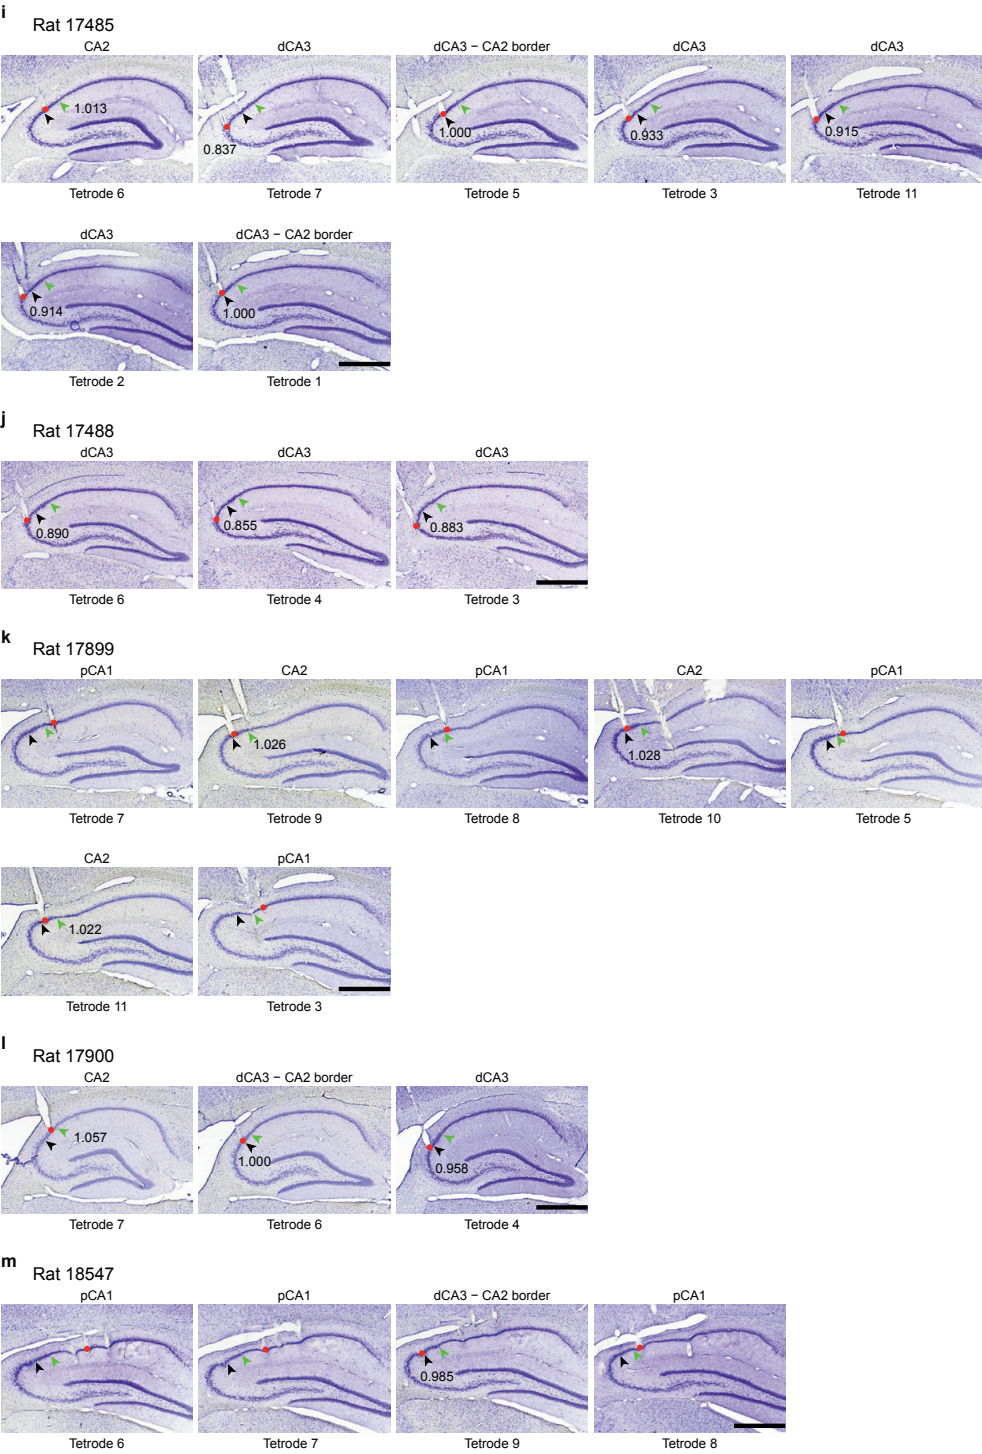 i
Rat 17485
CA2 dCA3 dCA3 – CA2 border dCA3 dCA3
1.013 0.837 1.000 0.933 0.915
Tetrode 6 Tetrode 7 Tetrode 5 Tetrode 3 Tetrode 11
dCA3 dCA3 – CA2 border
0.914 1.000
Tetrode 2 Tetrode 1
j
Rat 17488
dCA3 dCA3 dCA3
0.890 0.855 0.883
Tetrode 6 Tetrode 4 Tetrode 3
k
Rat 17899
pCA1 CA2 pCA1 CA2 pCA1
1.026 1.028
Tetrode 7 Tetrode 9 Tetrode 8 Tetrode 10 Tetrode 5
CA2 pCA1
1.022
Tetrode 11 Tetrode 3
l
Rat 17900
CA2 dCA3 – CA2 border dCA3
1.057 1.000 0.958
Tetrode 7 Tetrode 6 Tetrode 4
m
Rat 18547
pCA1 pCA1 dCA3 – CA2 border pCA1
0.985
Tetrode 6 Tetrode 7 Tetrode 9 Tetrode 8